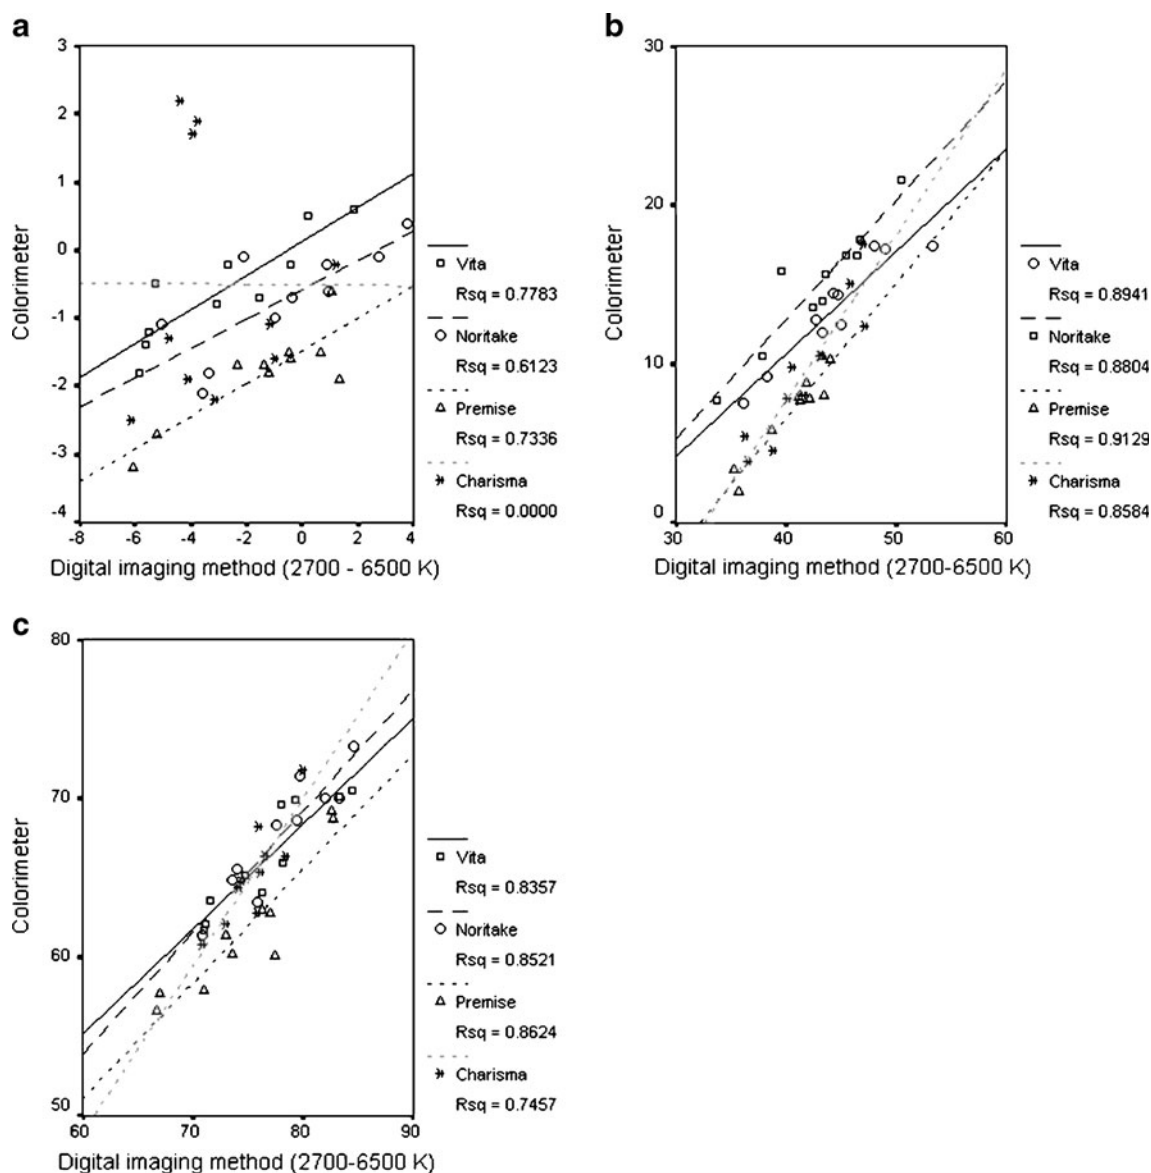 a
3
2
1
0
-1
-2
-3
-4
-8 -6 -4 -2 0 2 4
Colorimeter
Digital imaging method (2700 - 6500 K)
Vita
Rsq = 0.7783
Noritake
Rsq = 0.6123
Premise
Rsq = 0.7336
Charisma
Rsq = 0.0000
b
30
20
10
0
30 40 50 60
Colorimeter
Digital imaging method (2700-6500 K)
Vita
Rsq = 0.8941
Noritake
Rsq = 0.8804
Premise
Rsq = 0.9129
Charisma
Rsq = 0.8584
c
80
70
60
50
60 70 80 90
Colorimeter
Digital imaging method (2700-6500 K)
Vita
Rsq = 0.8357
Noritake
Rsq = 0.8521
Premise
Rsq = 0.8624
Charisma
Rsq = 0.7457